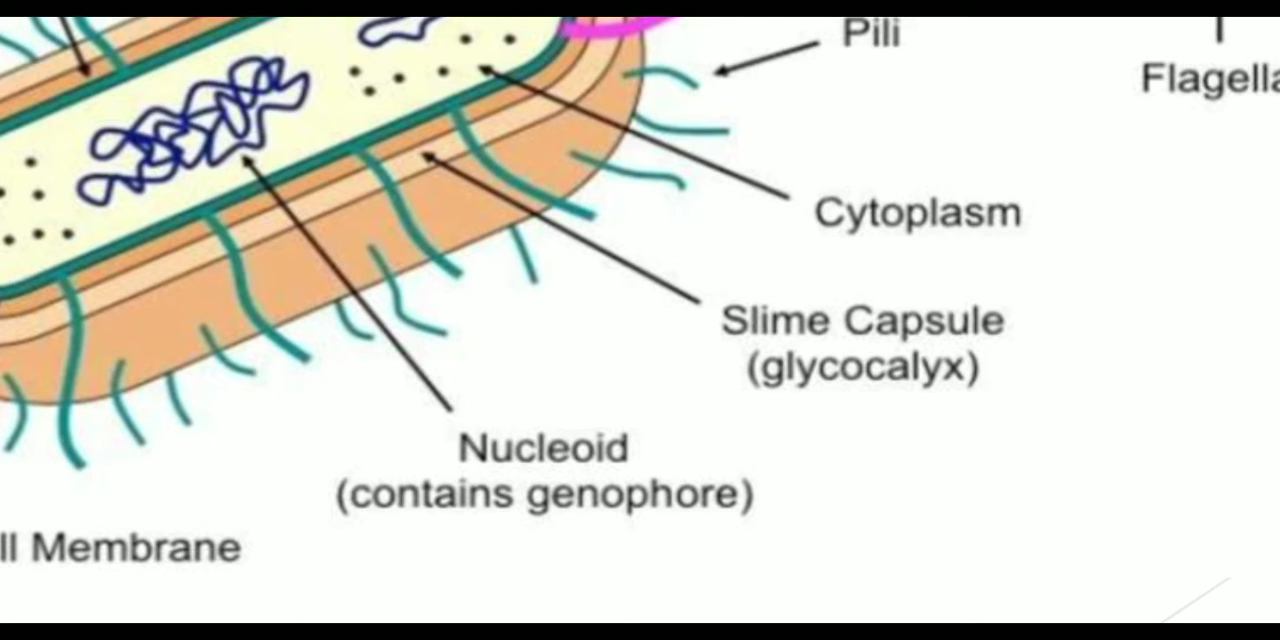 Pili
Flagella
Cytoplasm
Slime Capsule
(glycocalyx)
Nucleoid
(contains genophore)
ll Membrane